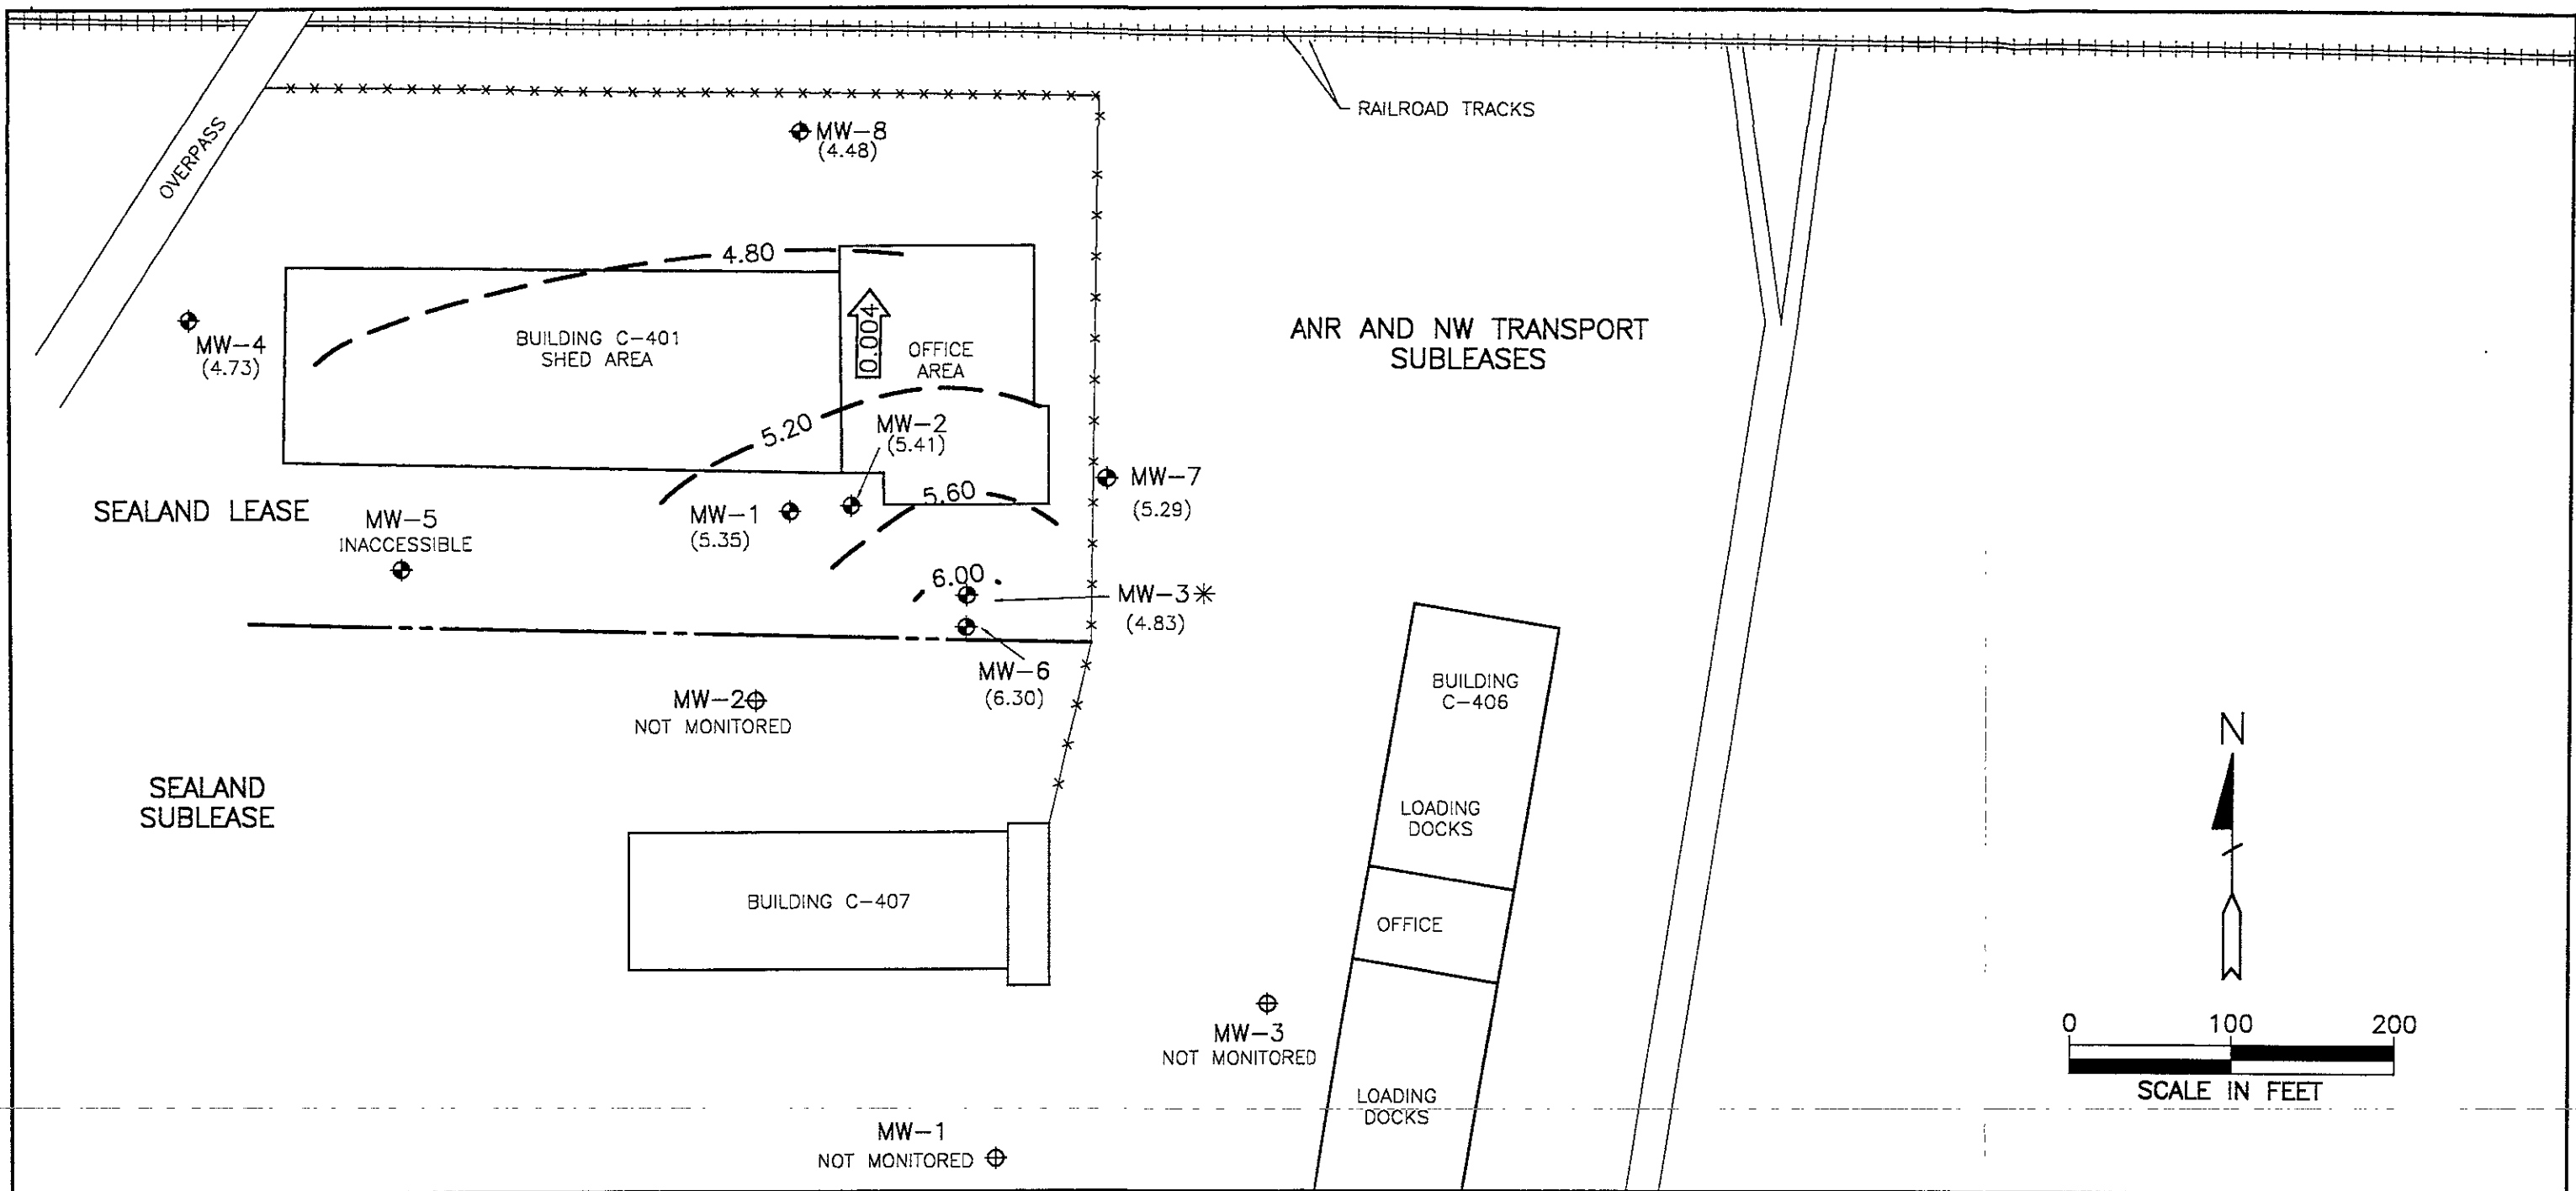 RAILROAD TRACKS
OVERPASS
MW-8
(4.48)
4.80
MW-4
(4.73)
BUILDING C-401
SHED AREA
0.004
OFFICE
AREA
ANR AND NW TRANSPORT
SUBLEASES
5.20
MW-2
(5.41)
MW-7
(5.29)
SEALAND LEASE
MW-5
INACCESSIBLE
MW-1
(5.35)
5.60
6.00
MW-3*
(4.83)
MW-6
(6.30)
MW-2
NOT MONITORED
SEALAND
SUBLEASE
BUILDING
C-406
LOADING
DOCKS
OFFICE
BUILDING C-407
MW-3
NOT MONITORED
LOADING
DOCKS
MW-1
NOT MONITORED
N
0 100 200
SCALE IN FEET